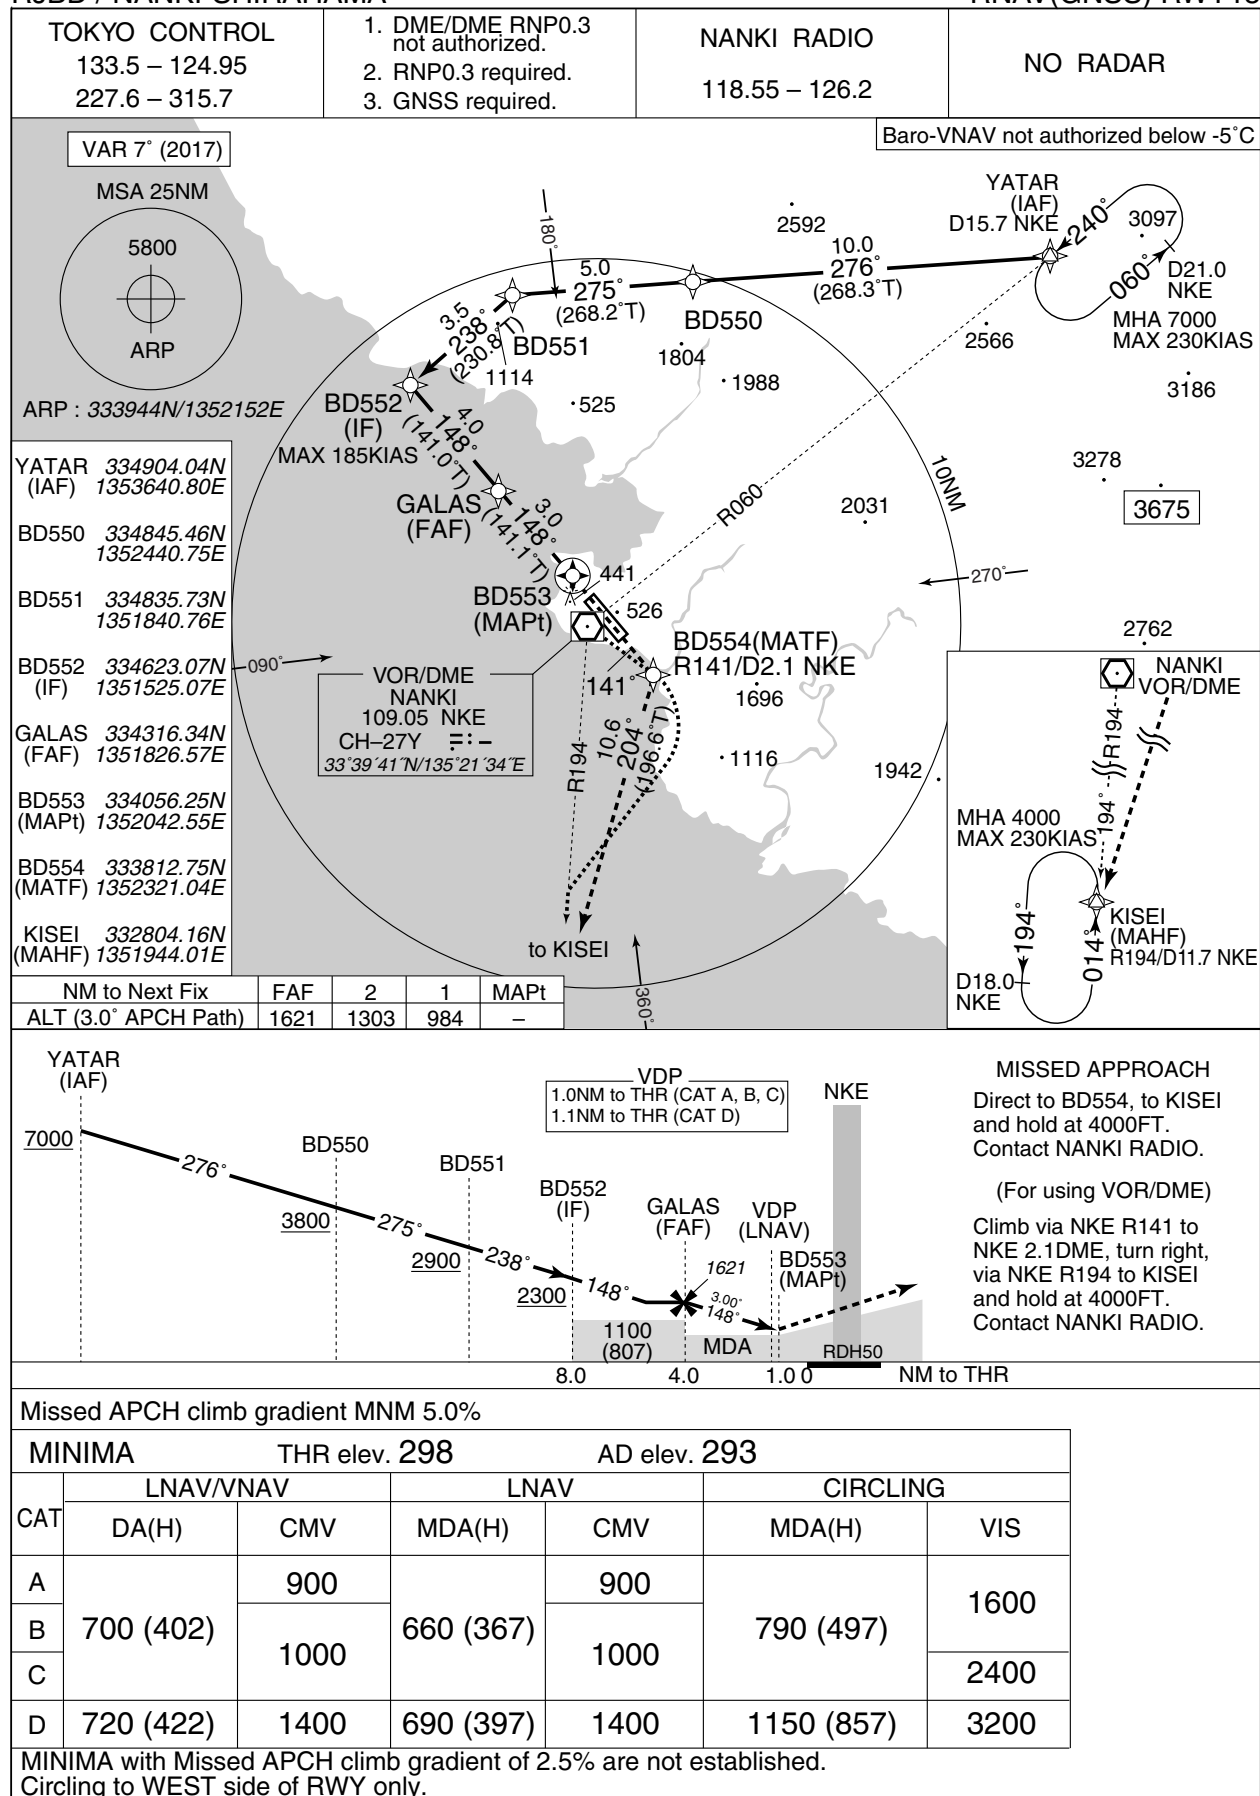 RJBD / NANKI-SHIRAHAMA
TOKYO CONTROL
133.5 – 124.95
227.6 – 315.7
1. DME/DME RNP0.3
not authorized.
2. RNP0.3 required.
3. GNSS required.
NANKI RADIO
118.55 – 126.2
NO RADAR
VAR 7˚ (2017)
Baro-VNAV not authorized below -5˚C
MSA 25NM
5800
ARP
ARP : 333944N/1352152E
180˚
2592
YATAR
(IAF)
D15.7 NKE
240˚
3097
060˚
D21.0
NKE
MHA 7000
MAX 230KIAS
10.0
276˚
(268.3˚T)
5.0
275˚
(268.2˚T)
BD550
3.5
238˚
(230.8˚T)
BD551
1114
1804
1988
2566
3186
525
BD552
(IF)
MAX 185KIAS
4.0
148˚
(141.0˚T)
GALAS
(FAF)
3.0
148˚
(141.1˚T)
R060
10NM
2031
3278
3675
270˚
YATAR 334904.04N
(IAF) 1353640.80E
BD550 334845.46N
1352440.75E
BD551 334835.73N
1351840.76E
BD552 334623.07N
(IF) 1351525.07E
GALAS 334316.34N
(FAF) 1351826.57E
BD553 334056.25N
(MAPt) 1352042.55E
BD554 333812.75N
(MATF) 1352321.04E
KISEI 332804.16N
(MAHF) 1351944.01E
441
BD553
(MAPt)
526
BD554(MATF)
R141/D2.1 NKE
141˚
1696
2762
090˚
VOR/DME
NANKI
109.05 NKE
CH–27Y
33˚39´41˝N/135˚21´34˝E
R194
10.6
204˚
(196.6˚T)
1116
1942
to KISEI
360˚
NANKI
VOR/DME
R194
194˚
MHA 4000
MAX 230KIAS
194˚
014˚
KISEI
(MAHF)
R194/D11.7 NKE
D18.0
NKE
NM to Next Fix FAF 2 1 MAPt
ALT (3.0˚ APCH Path) 1621 1303 984 –
YATAR
(IAF)
7000
276˚
BD550
3800
275˚
BD551
2900
238˚
BD552
(IF)
2300
148˚
GALAS
(FAF)
1621
3.00˚
148˚
VDP
1.0NM to THR (CAT A, B, C)
1.1NM to THR (CAT D)
VDP
(LNAV)
BD553
(MAPt)
NKE
1100
(807)
MDA
RDH50
8.0 4.0 1.0 0 NM to THR
MISSED APPROACH
Direct to BD554, to KISEI
and hold at 4000FT.
Contact NANKI RADIO.
(For using VOR/DME)
Climb via NKE R141 to
NKE 2.1DME, turn right,
via NKE R194 to KISEI
and hold at 4000FT.
Contact NANKI RADIO.
Missed APCH climb gradient MNM 5.0%
MINIMA THR elev. 298 AD elev. 293
CAT LNAV/VNAV LNAV CIRCLING
DA(H) CMV MDA(H) CMV MDA(H) VIS
A 900 900
B 700 (402) 660 (367) 790 (497) 1600
1000 1000
C 2400
D 720 (422) 1400 690 (397) 1400 1150 (857) 3200
MINIMA with Missed APCH climb gradient of 2.5% are not established.
Circling to WEST side of RWY only.